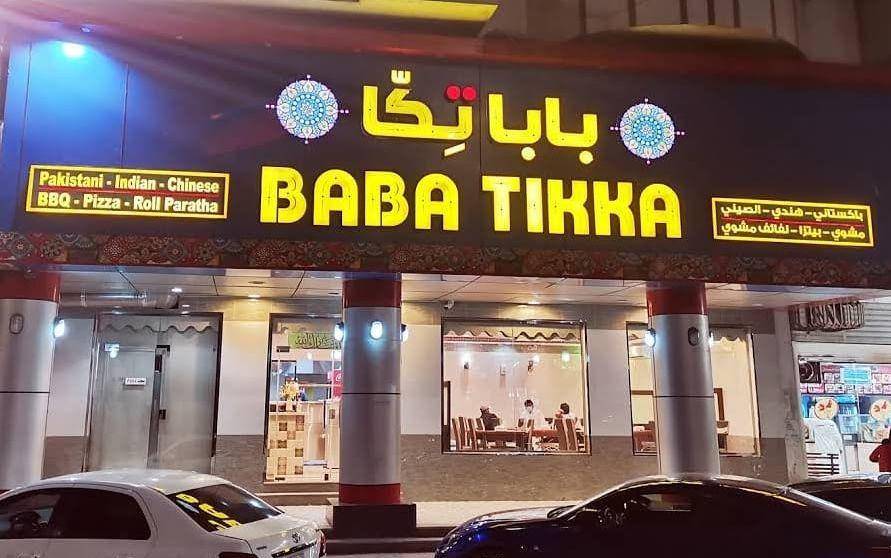 بابا تِكّا
BABA TIKKA
Pakistani - Indian - Chinese
BBQ - Pizza - Roll Paratha
باكستاني - هندي - الصيني
مشوي - بيتزا - لفائف مشوي